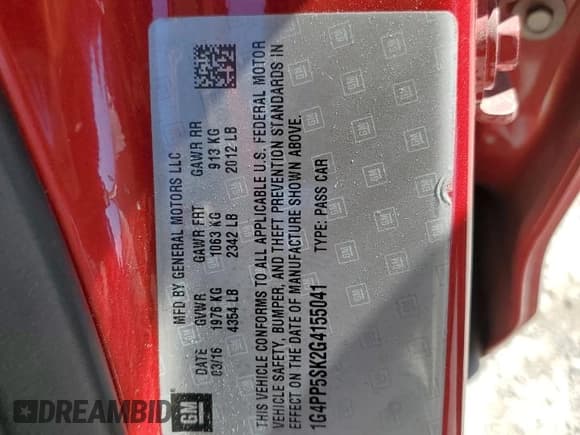 GM
MFD BY GENERAL MOTORS LLC
DATE GVWR GAWR FRT GAWR RR
03/16 1976 KG 1063 KG 913 KG
4354 LB 2342 LB 2012 LB
THIS VEHICLE CONFORMS TO ALL APPLICABLE U.S. FEDERAL MOTOR
VEHICLE SAFETY, BUMPER, AND THEFT PREVENTION STANDARDS IN
EFFECT ON THE DATE OF MANUFACTURE SHOWN ABOVE.
1G4PP5SK2G4155041 TYPE: PASS CAR
DREAMBID